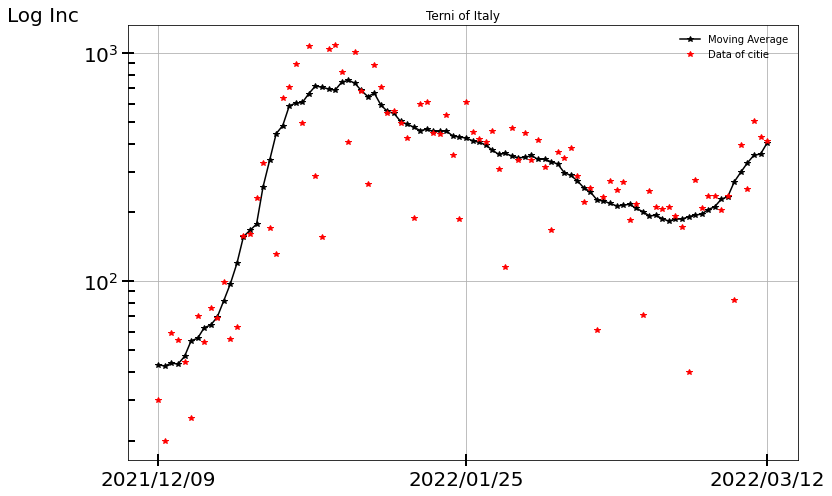 Log Inc
Terni of Italy
Moving Average
Data of citie
10³
10²
2021/12/09
2022/01/25
2022/03/12